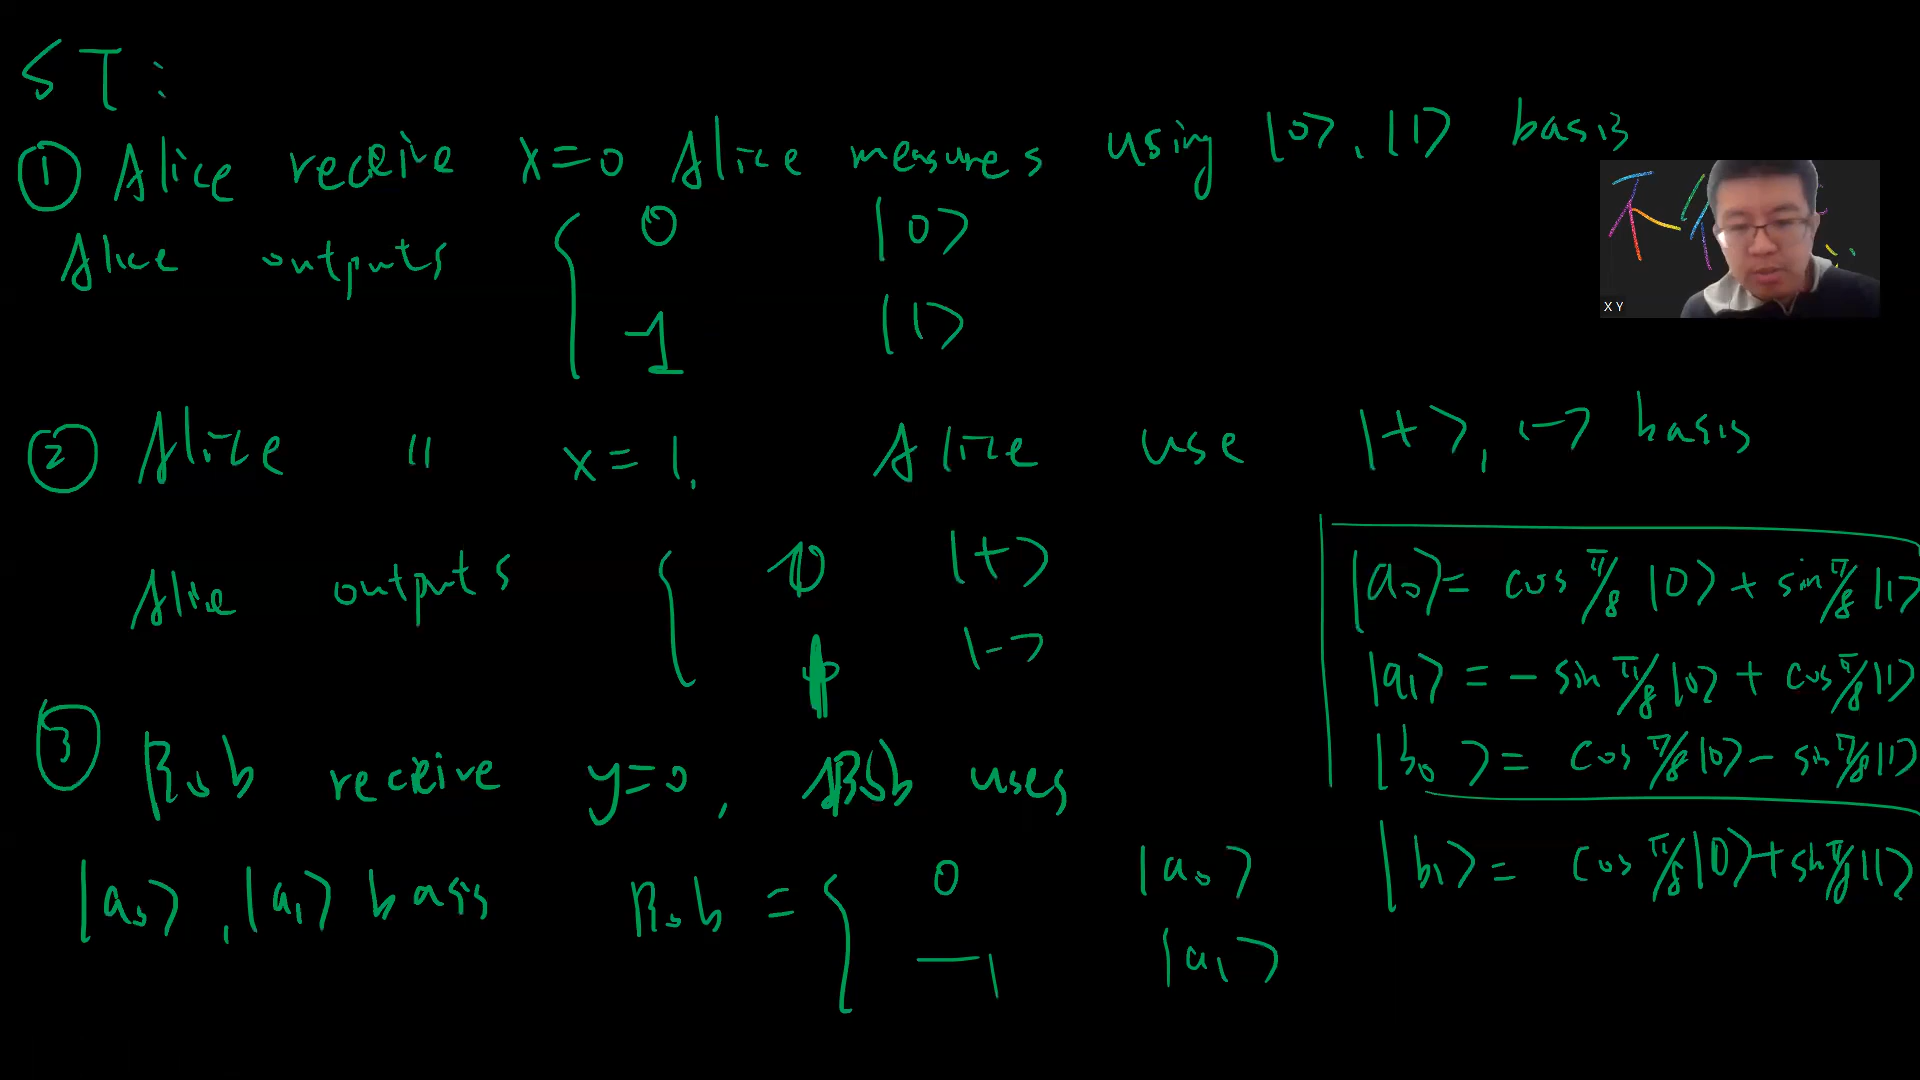 ST:
① Alice receive x=0 Alice measures using |0>, |1> basis
Alice outputs { 0 |0>
-1 |1>
② Alice " x=1, Alice use |+>, |-> basis
Alice outputs { 0 |+>
|->
③ Bob receive y=0, Bob uses
|a₀>, |a₁> basis Bob = { 0 |a₀>
-1 |a₁>
|a₀> = cos π/8 |0> + sin π/8 |1>
|a₁> = - sin π/8 |0> + cos π/8 |1>
|b₀> = cos π/8 |0> - sin π/8 |1>
|b₁> = cos π/8 |0> + sin π/8 |1>
X Y